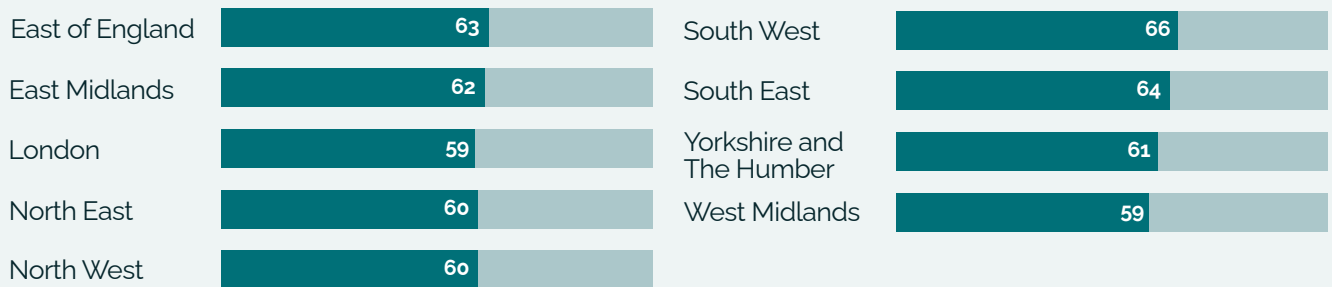 East of England 63
East Midlands 62
London 59
North East 60
North West 60
South West 66
South East 64
Yorkshire and
The Humber 61
West Midlands 59